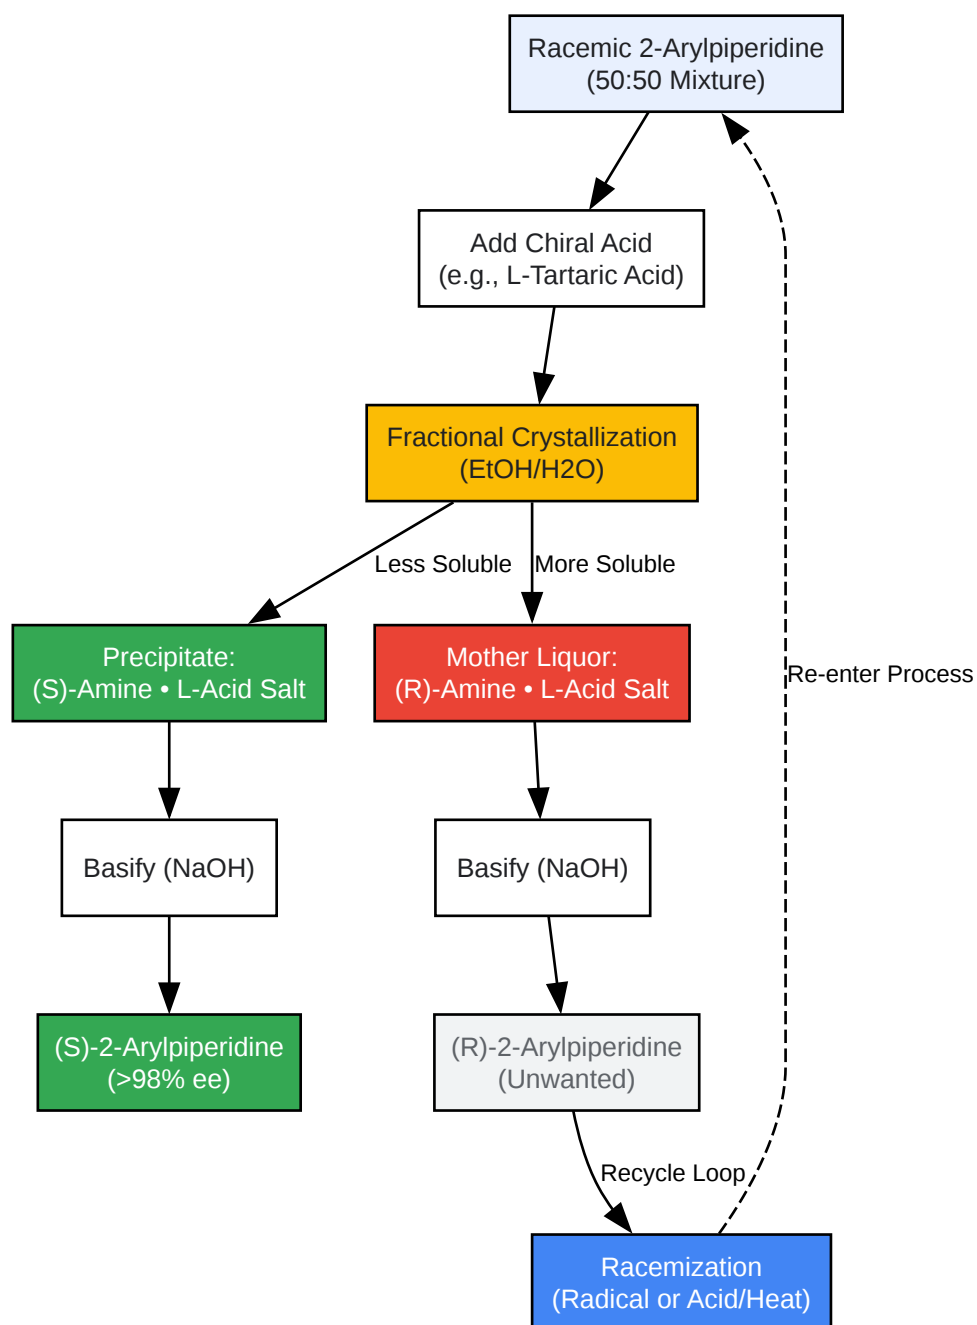 Racemic 2-Arylpiperidine
(50:50 Mixture)
Add Chiral Acid
(e.g., L-Tartaric Acid)
Fractional Crystallization
(EtOH/H2O)
Less Soluble
More Soluble
Precipitate:
(S)-Amine • L-Acid Salt
Mother Liquor:
(R)-Amine • L-Acid Salt
Re-enter Process
Basify (NaOH)
Basify (NaOH)
(S)-2-Arylpiperidine
(>98% ee)
(R)-2-Arylpiperidine
(Unwanted)
Recycle Loop
Racemization
(Radical or Acid/Heat)